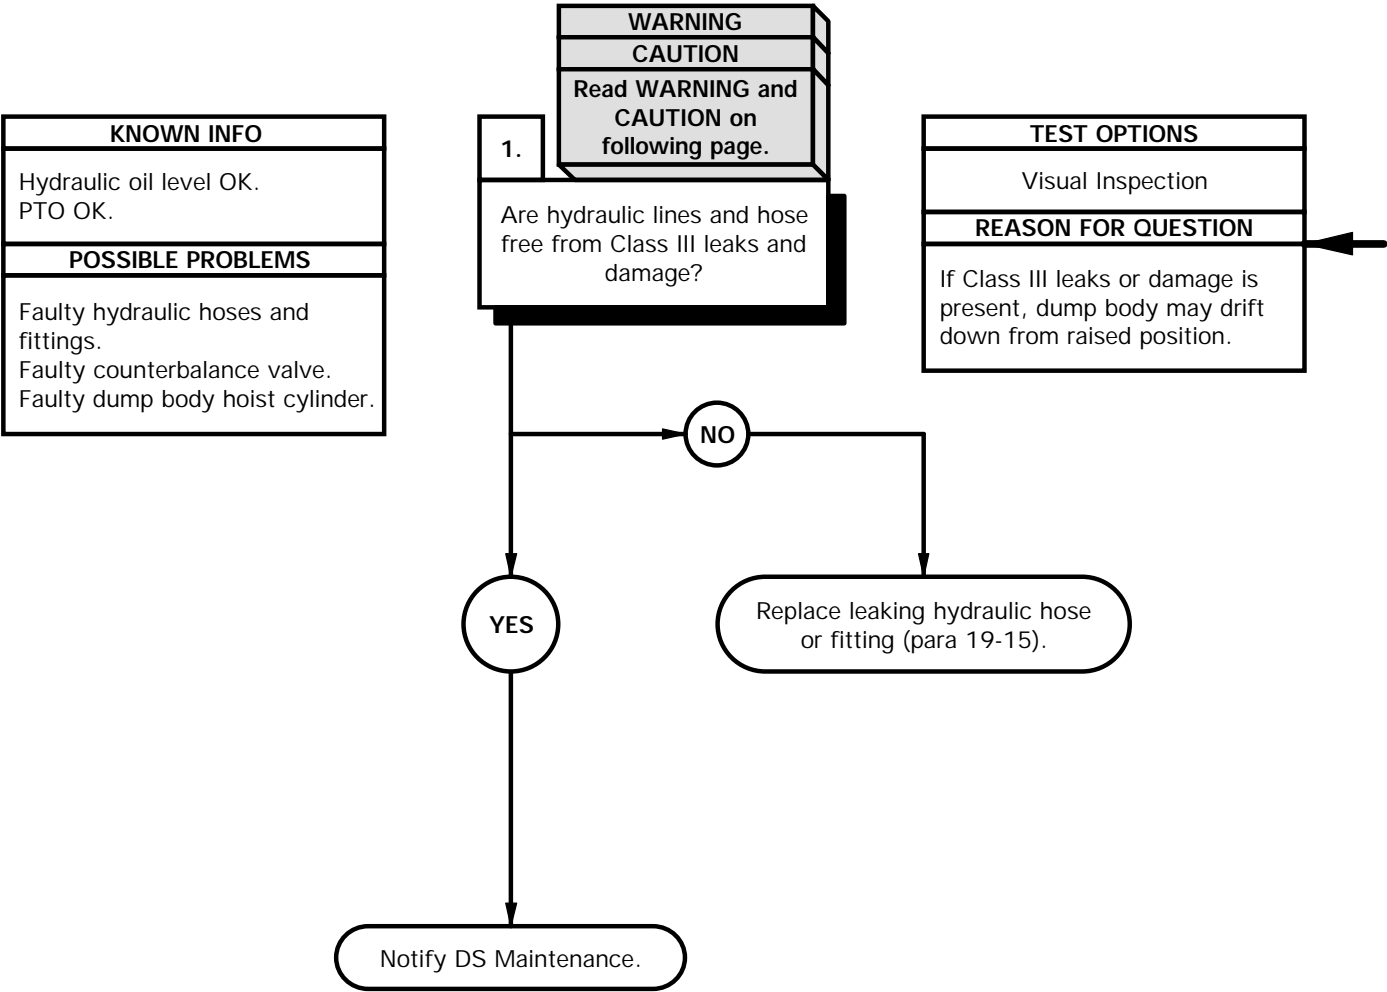 WARNING
CAUTION
Read WARNING and
CAUTION on
following page.
KNOWN INFO
Hydraulic oil level OK.
PTO OK.
POSSIBLE PROBLEMS
Faulty hydraulic hoses and
fittings.
Faulty counterbalance valve.
Faulty dump body hoist cylinder.
1.
Are hydraulic lines and hose
free from Class III leaks and
damage?
TEST OPTIONS
Visual Inspection
REASON FOR QUESTION
If Class III leaks or damage is
present, dump body may drift
down from raised position.
NO
YES
Replace leaking hydraulic hose
or fitting (para 19-15).
Notify DS Maintenance.